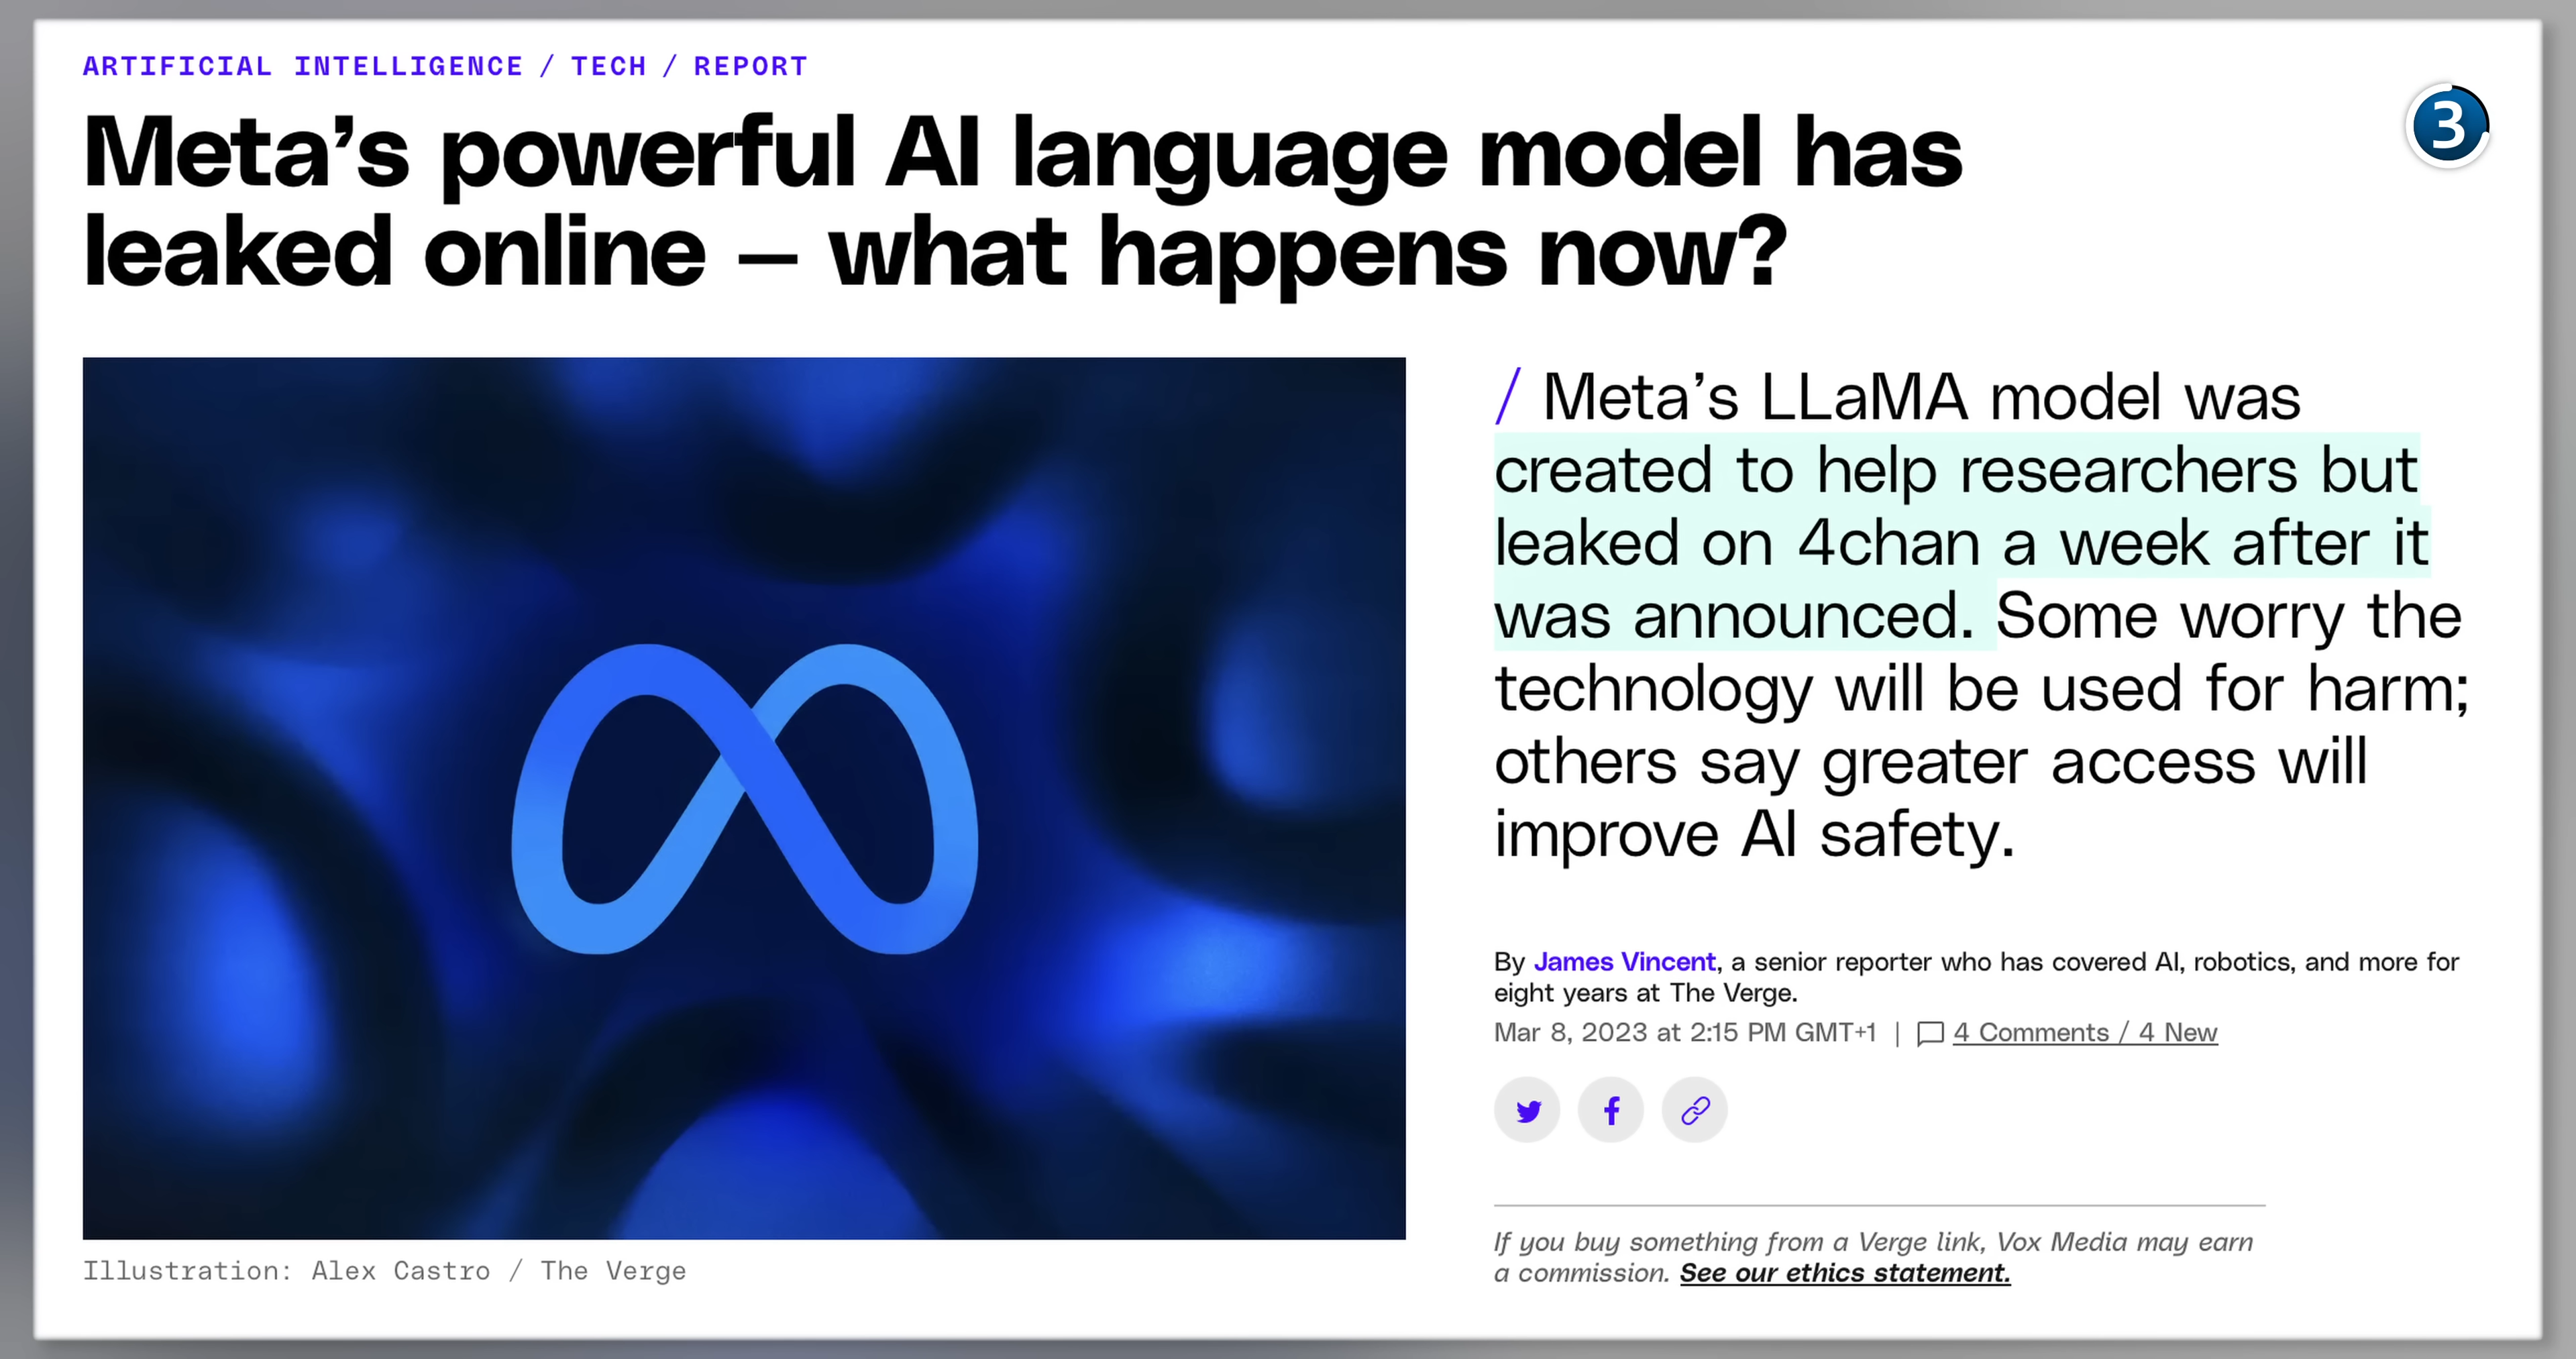 ARTIFICIAL INTELLIGENCE / TECH / REPORT
3
Meta’s powerful AI language model has
leaked online — what happens now?
/ Meta’s LLaMA model was
created to help researchers but
leaked on 4chan a week after it
was announced. Some worry the
technology will be used for harm;
others say greater access will
improve AI safety.
By James Vincent, a senior reporter who has covered AI, robotics, and more for
eight years at The Verge.
Mar 8, 2023 at 2:15 PM GMT+1 | 4 Comments / 4 New
If you buy something from a Verge link, Vox Media may earn
a commission. See our ethics statement.
Illustration: Alex Castro / The Verge